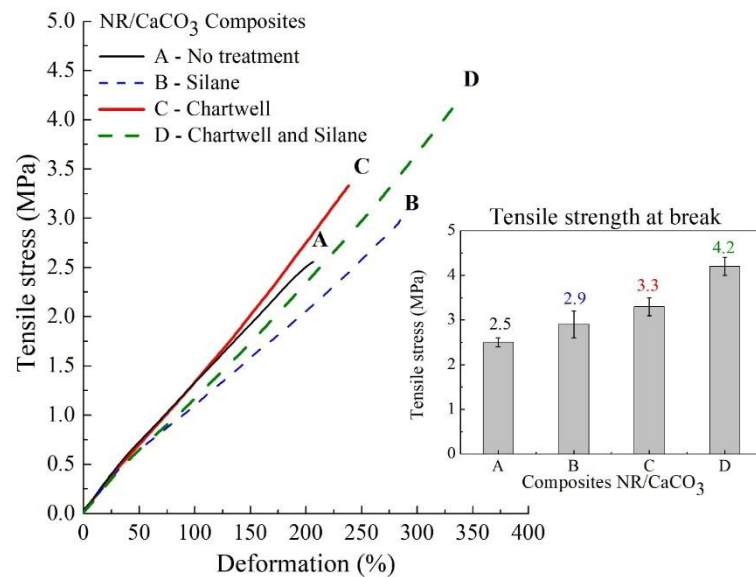 NR/CaCO3 Composites
A - No treatment
B - Silane
C - Chartwell
D - Chartwell and Silane
Tensile stress (MPa)
5.0
4.5
4.0
3.5
3.0
2.5
2.0
1.5
1.0
0.5
0.0
0 50 100 150 200 250 300 350 400
Deformation (%)
A
B
C
D
Tensile strength at break
Tensile stress (MPa)
5
4
3
2
1
0
2.5
2.9
3.3
4.2
A B C D
Composites NR/CaCO3